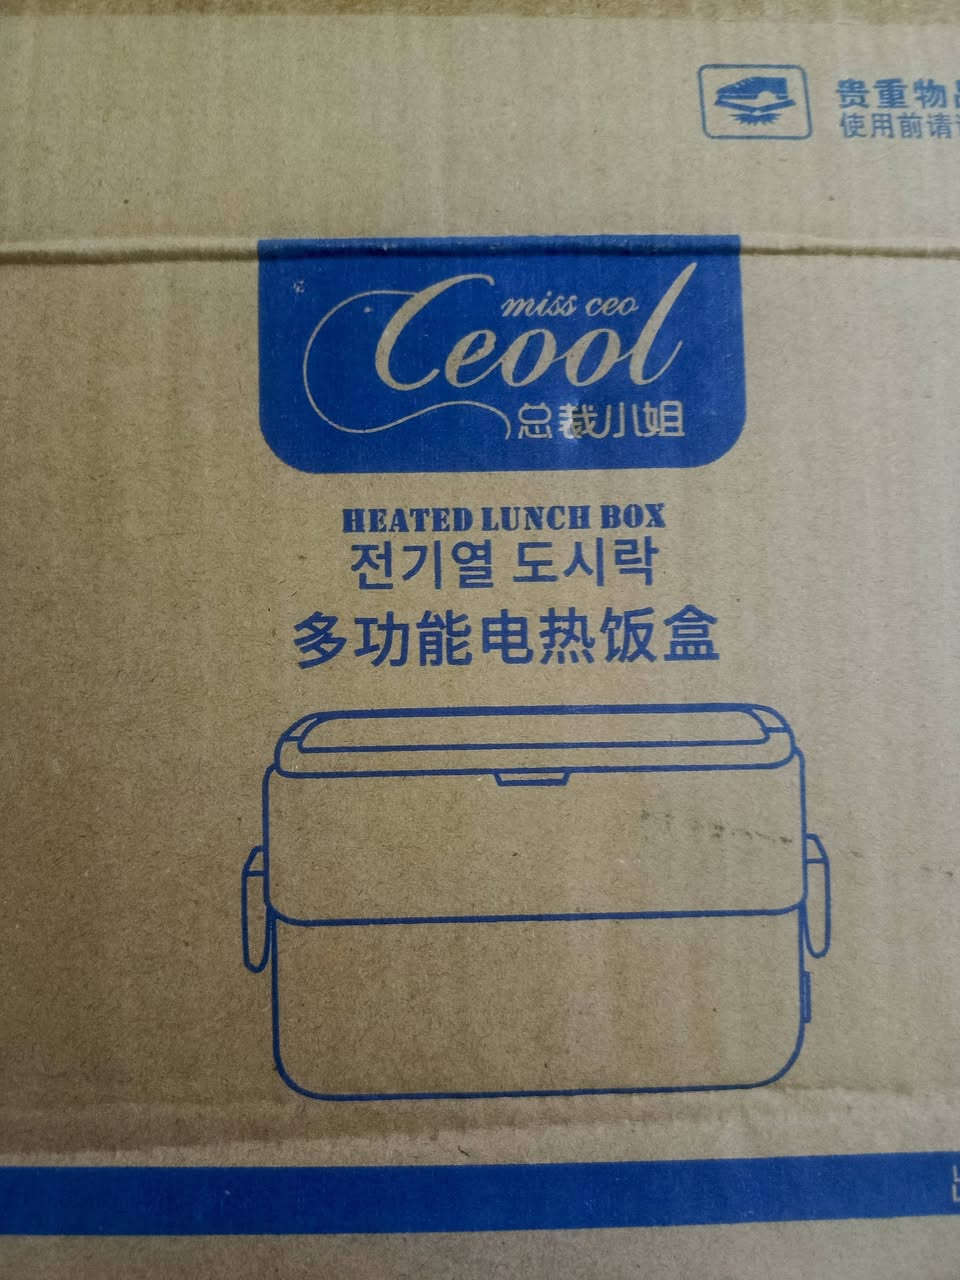 贵重物品
使用前请
miss ceo
Ceool
总裁小姐
HEATED LUNCH BOX
전기열 도시락
多功能电热饭盒